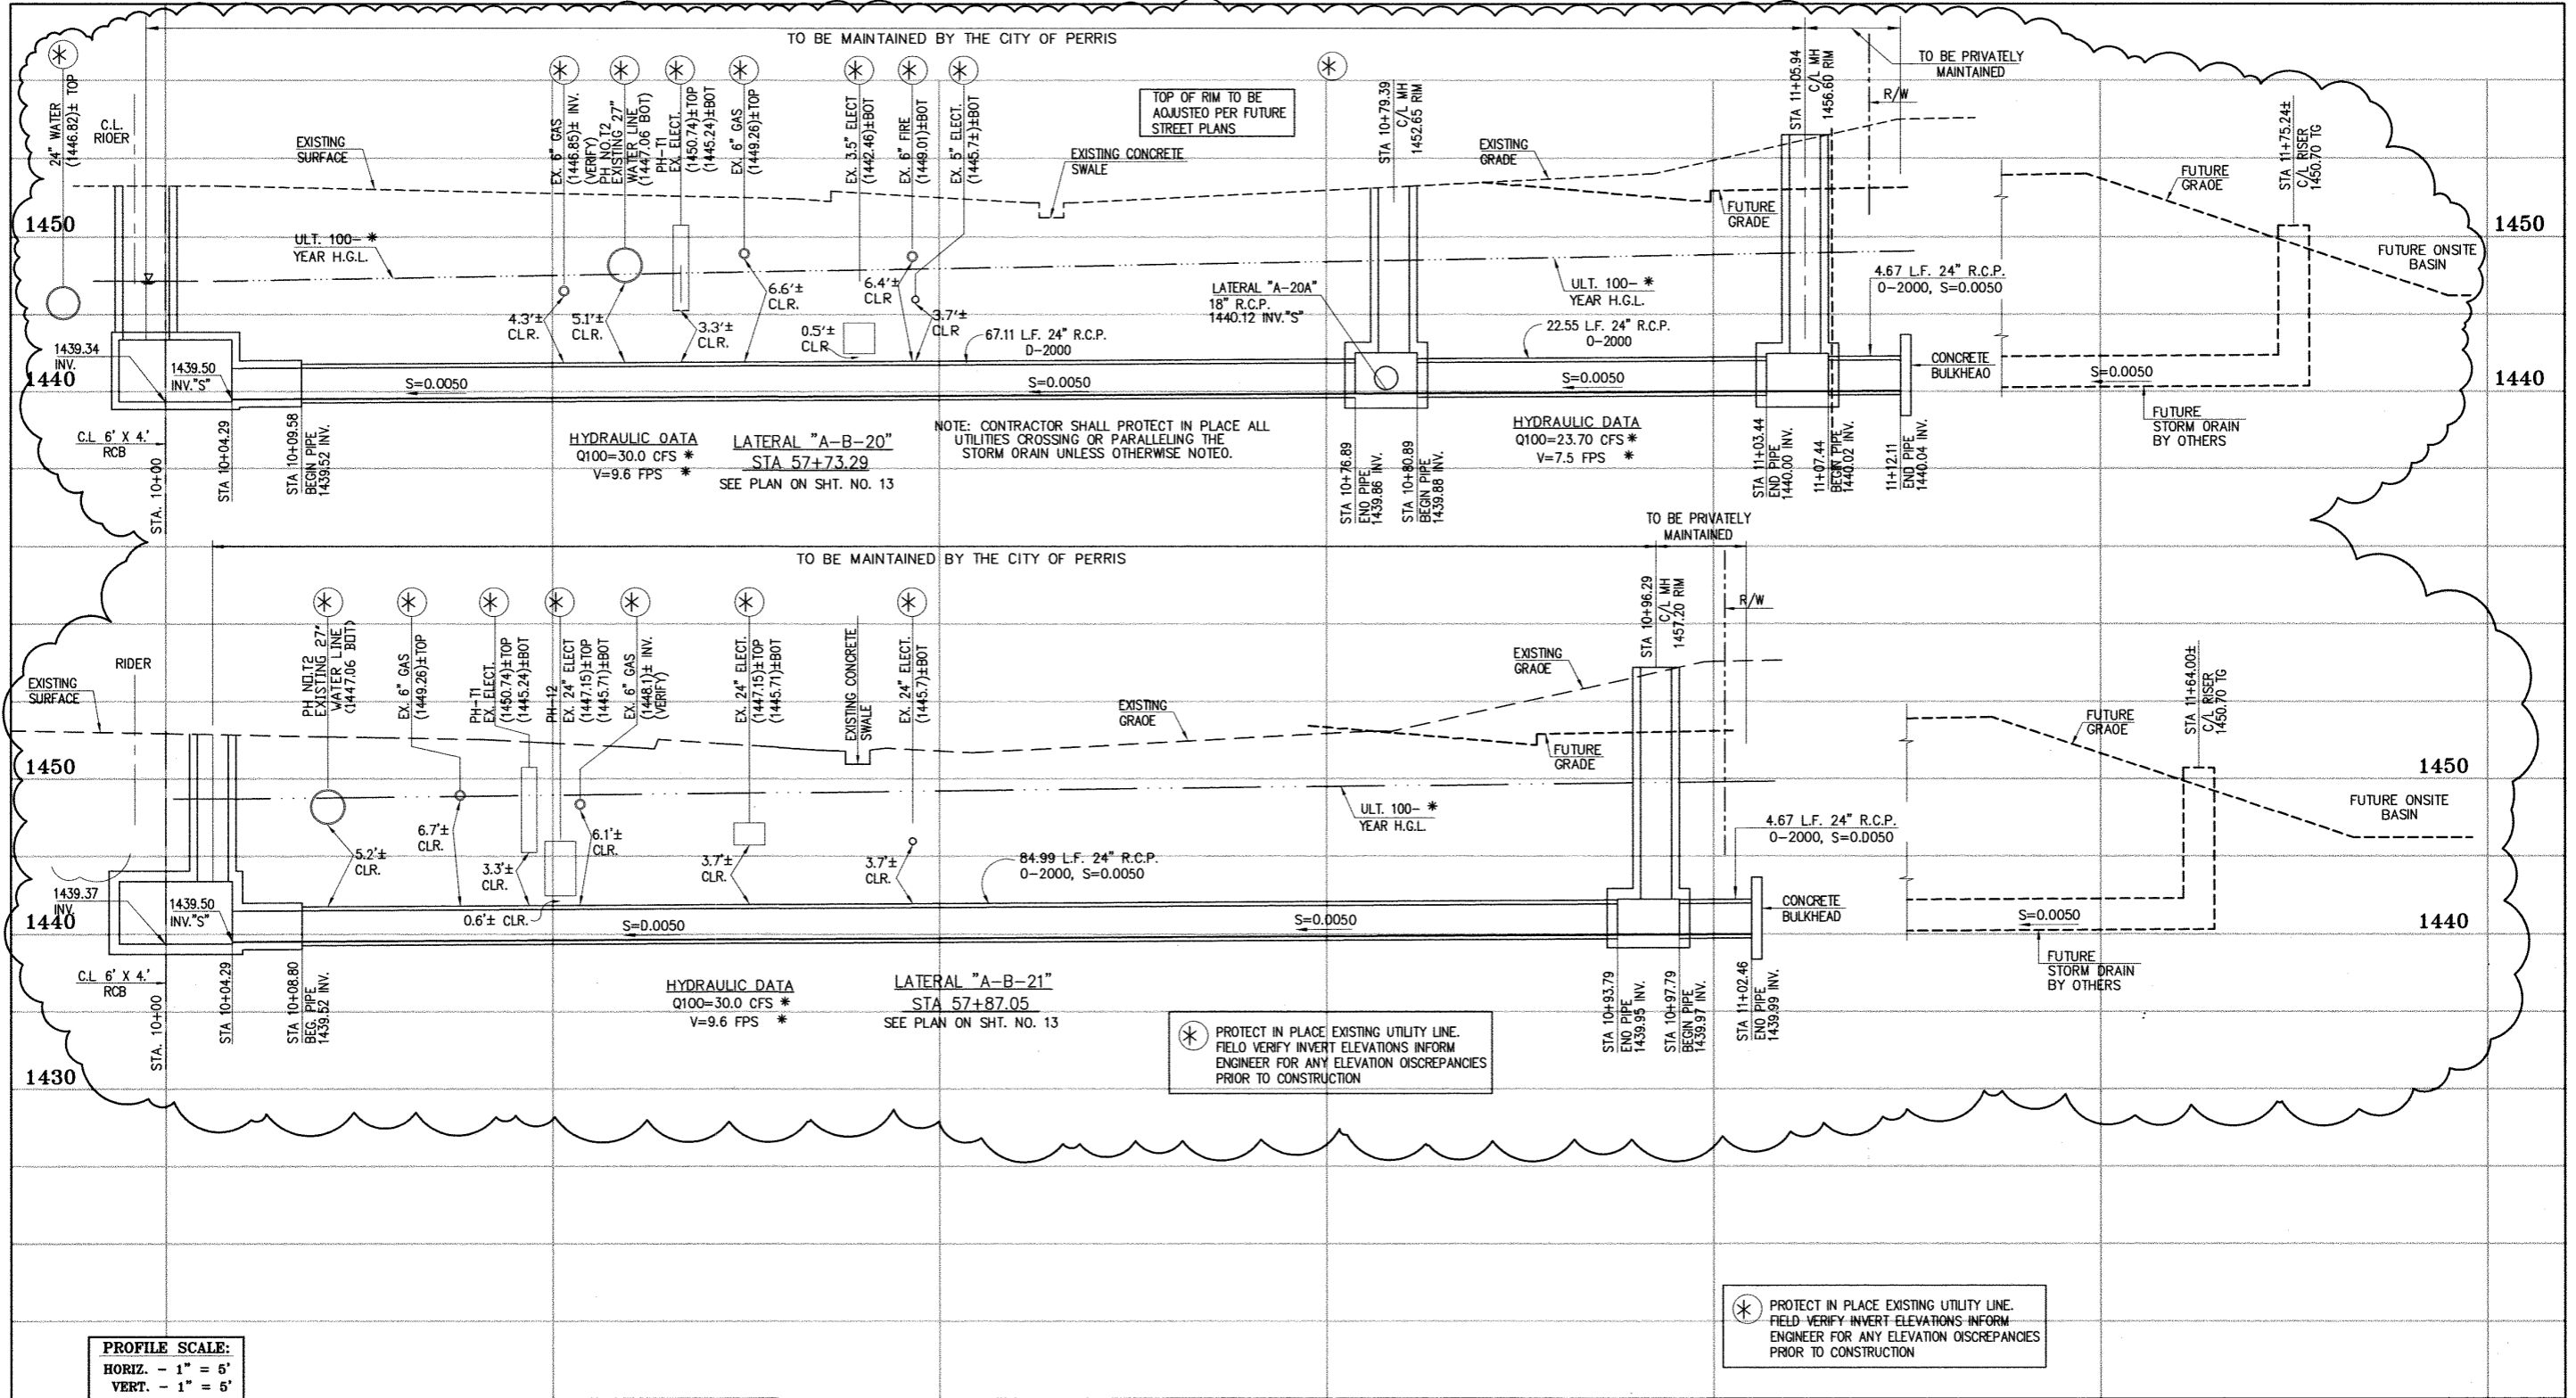 TO BE MAINTAINED BY THE CITY OF PERRIS
TO BE PRIVATELY
MAINTAINED
R/W
24" WATER
(1446.82)± TOP
C.L.
RIOER
EXISTING
SURFACE
EX. 6" GAS
(1446.85)± INV.
(VERIFY)
PH NO.T2
EXISTING 27"
WATER LINE
(1447.06 BOT)
PH-T1
EX. ELECT.
(1450.74)±TOP
(1445.24)±BOT
EX. 6" GAS
(1449.26)±TOP
EX. 3.5" ELECT
(1442.46)±BOT
EX. 6" FIRE
(1449.01)±BOT
EX. 5" ELECT.
(1445.7±)±BOT
TOP OF RIM TO BE
AOJUSTEO PER FUTURE
STREET PLANS
EXISTING CONCRETE
SWALE
STA 10+79.39
C/L MH
1452.65 RIM
EXISTING
GRADE
STA 11+05.94
C/L MH
1456.60 RIM
FUTURE
GRADE
FUTURE
GRAOE
STA 11+75.24±
C/L RISER
1450.70 TG
1450
1450
ULT. 100- *
YEAR H.G.L.
FUTURE ONSITE
BASIN
4.3'±
CLR.
5.1'±
CLR.
3.3'±
CLR.
6.6'±
CLR.
0.5'±
CLR
6.4'±
CLR
3.7'±
CLR
67.11 L.F. 24" R.C.P.
D-2000
LATERAL "A-20A"
18" R.C.P.
1440.12 INV."S"
ULT. 100- *
YEAR H.G.L.
22.55 L.F. 24" R.C.P.
0-2000
4.67 L.F. 24" R.C.P.
0-2000, S=0.0050
CONCRETE
BULKHEAO
1439.34
INV.
1440
1439.50
INV."S"
S=0.0050
S=0.0050
S=0.0050
S=0.0050
1440
FUTURE
STORM ORAIN
BY OTHERS
C.L 6' X 4.'
RCB
STA. 10+00
STA 10+04.29
STA 10+09.58
BEGIN PIPE
1439.52 INV.
HYDRAULIC OATA
Q100=30.0 CFS *
V=9.6 FPS *
LATERAL "A-B-20"
STA 57+73.29
SEE PLAN ON SHT. NO. 13
NOTE: CONTRACTOR SHALL PROTECT IN PLACE ALL
UTILITIES CROSSING OR PARALLELING THE
STORM ORAIN UNLESS OTHERWISE NOTEO.
STA 10+76.89
ENO PIPE
1439.86 INV.
STA 10+80.89
BEGIN PIPE
1439.88 INV.
HYDRAULIC DATA
Q100=23.70 CFS *
V=7.5 FPS *
STA 11+03.44
END PIPE
1440.00 INV.
11+07.44
BEGIN PIPE
1440.02 INV.
11+12.11
END PIPE
1440.04 INV.
TO BE MAINTAINED BY THE CITY OF PERRIS
TO BE PRIVATELY
MAINTAINED
R/W
RIDER
EXISTING
SURFACE
PH NO.T2
EXISTING 27"
WATER LINE
(1447.06 BOT)
EX. 6" GAS
(1449.26)±TOP
PH-T1
EX. ELECT.
(1450.74)±TOP
(1445.24)±BOT
PH-12
EX. 24" ELECT
(1447.15)±TOP
(1445.71)±BOT
EX. 6" GAS
(1448.1)± INV.
(VERIFY)
EX. 24" ELECT.
(1447.15)±TOP
(1445.71)±BOT
EXISTING CONCRETE
SWALE
EX. 24" ELECT.
(1445.7)±BOT
EXISTING
GRAOE
EXISTING
GRAOE
STA 10+96.29
C/L MH
1457.20 RIM
FUTURE
GRADE
FUTURE
GRAOE
STA 11+64.00±
C/L RISER
1450.70 TG
1450
1450
ULT. 100- *
YEAR H.G.L.
FUTURE ONSITE
BASIN
5.2'±
CLR.
6.7'±
CLR.
3.3'±
CLR.
0.6'± CLR.
6.1'±
CLR.
3.7'±
CLR.
3.7'±
CLR.
84.99 L.F. 24" R.C.P.
0-2000, S=0.0050
4.67 L.F. 24" R.C.P.
0-2000, S=0.D050
1439.37
INV.
1440
1439.50
INV."S"
S=D.0050
S=0.0050
CONCRETE
BULKHEAD
S=0.0050
1440
FUTURE
STORM DRAIN
BY OTHERS
C.L 6' X 4.'
RCB
STA. 10+00
STA 10+04.29
STA 10+08.80
BEG. PIPE
1439.52 INV.
HYDRAULIC DATA
Q100=30.0 CFS *
V=9.6 FPS *
LATERAL "A-B-21"
STA 57+87.05
SEE PLAN ON SHT. NO. 13
STA 10+93.79
ENO PIPE
1439.95 INV.
STA 10+97.79
BEGIN PIPE
1439.97 INV.
STA 11+02.46
ENO PIPE
1439.99 INV.
PROTECT IN PLACE EXISTING UTILITY LINE.
FIELO VERIFY INVERT ELEVATIONS INFORM
ENGINEER FOR ANY ELEVATION OISCREPANCIES
PRIOR TO CONSTRUCTION
1430
PROTECT IN PLACE EXISTING UTILITY LINE.
FIELD VERIFY INVERT ELEVATIONS INFORM
ENGINEER FOR ANY ELEVATION OISCREPANCIES
PRIOR TO CONSTRUCTION
PROFILE SCALE:
HORIZ. - 1" = 5'
VERT. - 1" = 5'